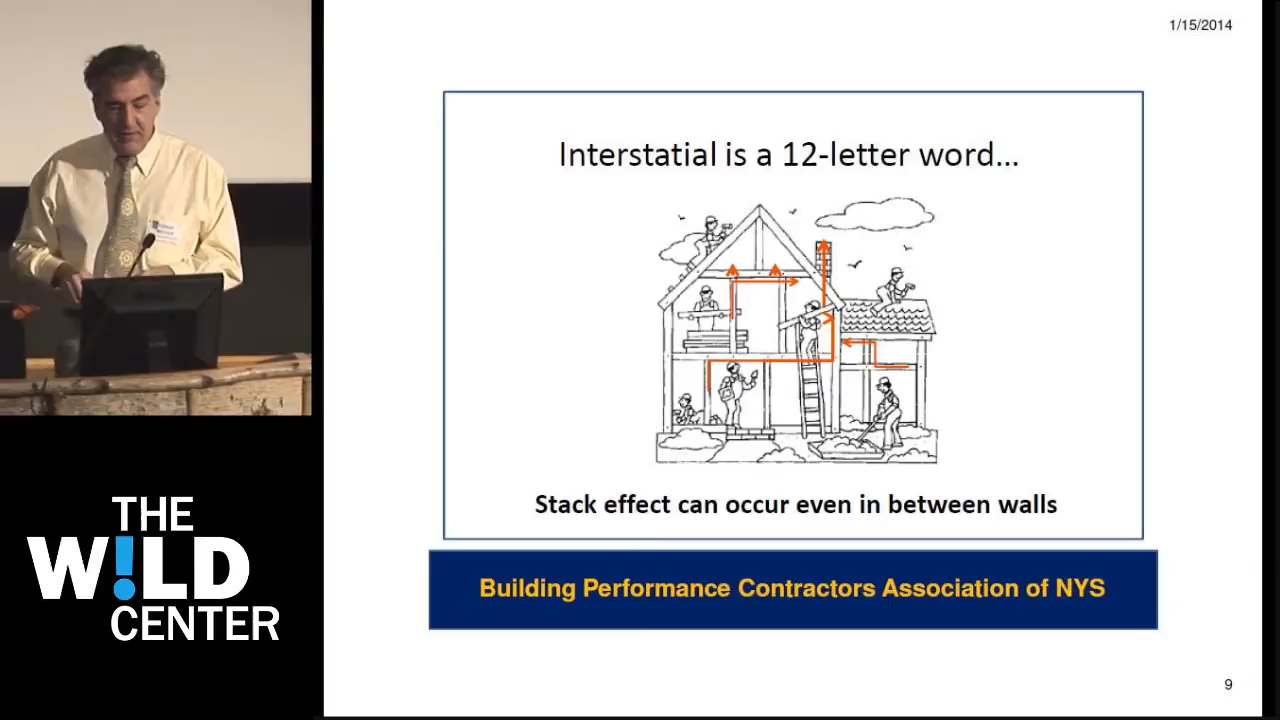 1/15/2014
Interstatial is a 12-letter word...
Stack effect can occur even in between walls
Building Performance Contractors Association of NYS
9
THE
W!LD
CENTER